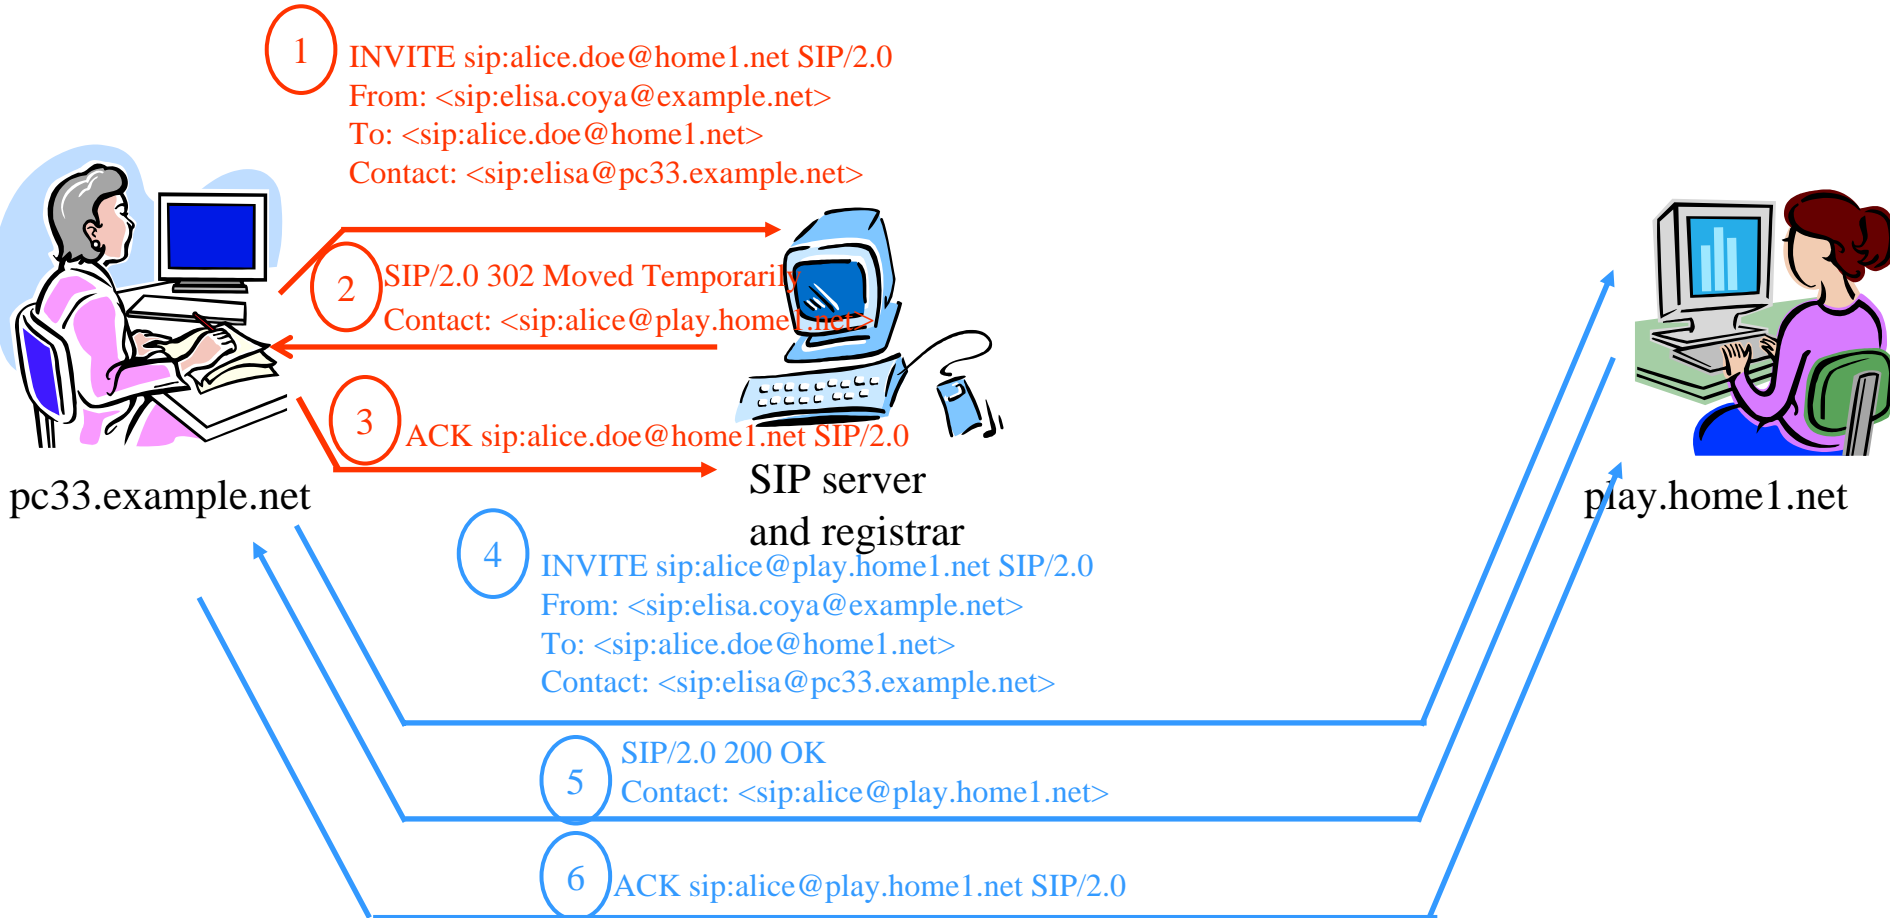 1
INVITE sip:alice.doe@home1.net SIP/2.0
From: <sip:elisa.coya@example.net>
To: <sip:alice.doe@home1.net>
Contact: <sip:elisa@pc33.example.net>
2
SIP/2.0 302 Moved Temporarily
Contact: <sip:alice@play.home1.net>
3
ACK sip:alice.doe@home1.net SIP/2.0
pc33.example.net
SIP server
and registrar
play.home1.net
4
INVITE sip:alice@play.home1.net SIP/2.0
From: <sip:elisa.coya@example.net>
To: <sip:alice.doe@home1.net>
Contact: <sip:elisa@pc33.example.net>
5
SIP/2.0 200 OK
Contact: <sip:alice@play.home1.net>
6
ACK sip:alice@play.home1.net SIP/2.0